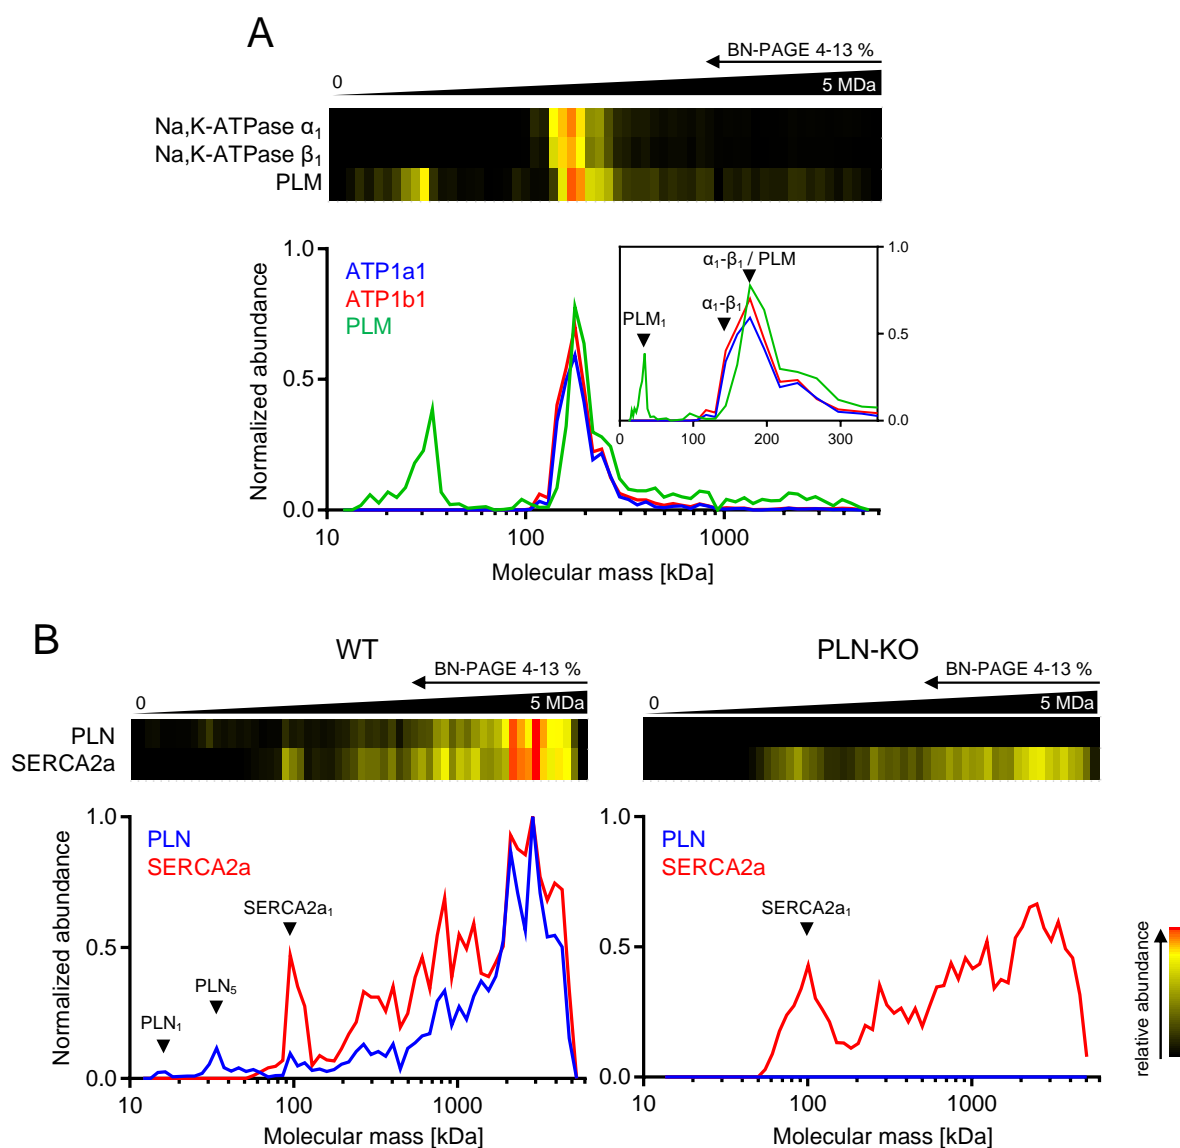 A
BN-PAGE 4-13 %
0
5 MDa
Na,K-ATPase α₁
Na,K-ATPase β₁
PLM
1.0
0.5
0.0
Normalized abundance
ATP1a1
ATP1b1
PLM
α₁-β₁ / PLM
α₁-β₁
PLM₁
1.0
0.5
0.0
0 100 200 300
10 100 1000
Molecular mass [kDa]
B
WT
BN-PAGE 4-13 %
0
5 MDa
PLN
SERCA2a
1.0
0.5
0.0
Normalized abundance
PLN
SERCA2a
SERCA2a₁
PLN₅
PLN₁
10 100 1000
Molecular mass [kDa]
PLN-KO
BN-PAGE 4-13 %
0
5 MDa
1.0
0.5
0.0
PLN
SERCA2a
SERCA2a₁
10 100 1000
Molecular mass [kDa]
relative abundance